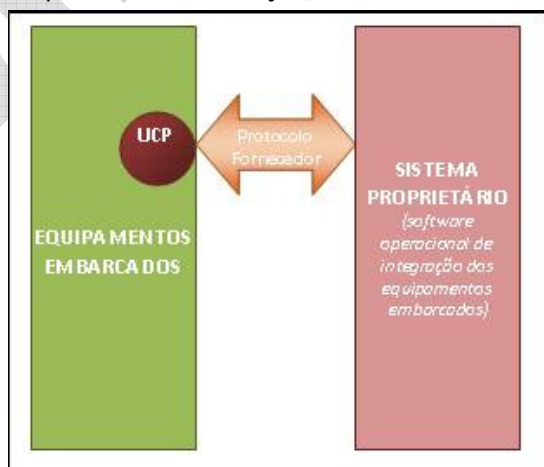 UCP
EQUIPAMENTOS
EMBARCADOS
Protocolo
Fornecedor
SISTEMA
PROPRIETÁRIO
(software
operacional de
integração dos
equipamentos
embarcados)